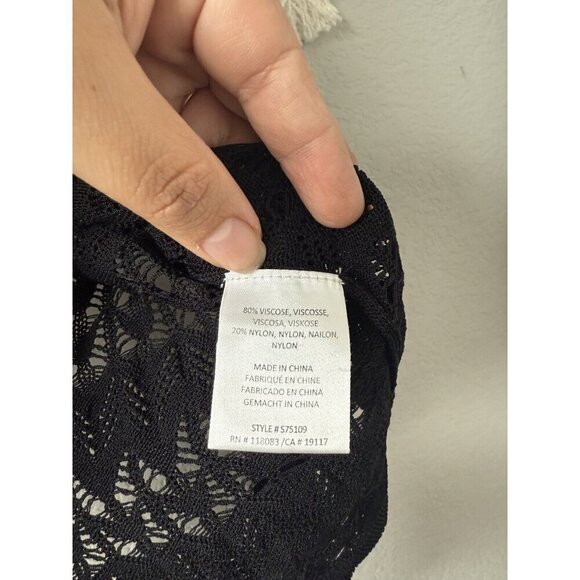 80% VISCOSE, VISCOSSE,
VISCOSA, VISKOSE
20% NYLON, NYLON, NAILON,
NYLON
MADE IN CHINA
FABRIQUÉ EN CHINE
FABRICADO EN CHINA
GEMACHT IN CHINA
STYLE # S75109
RN # 118083 /CA # 19117